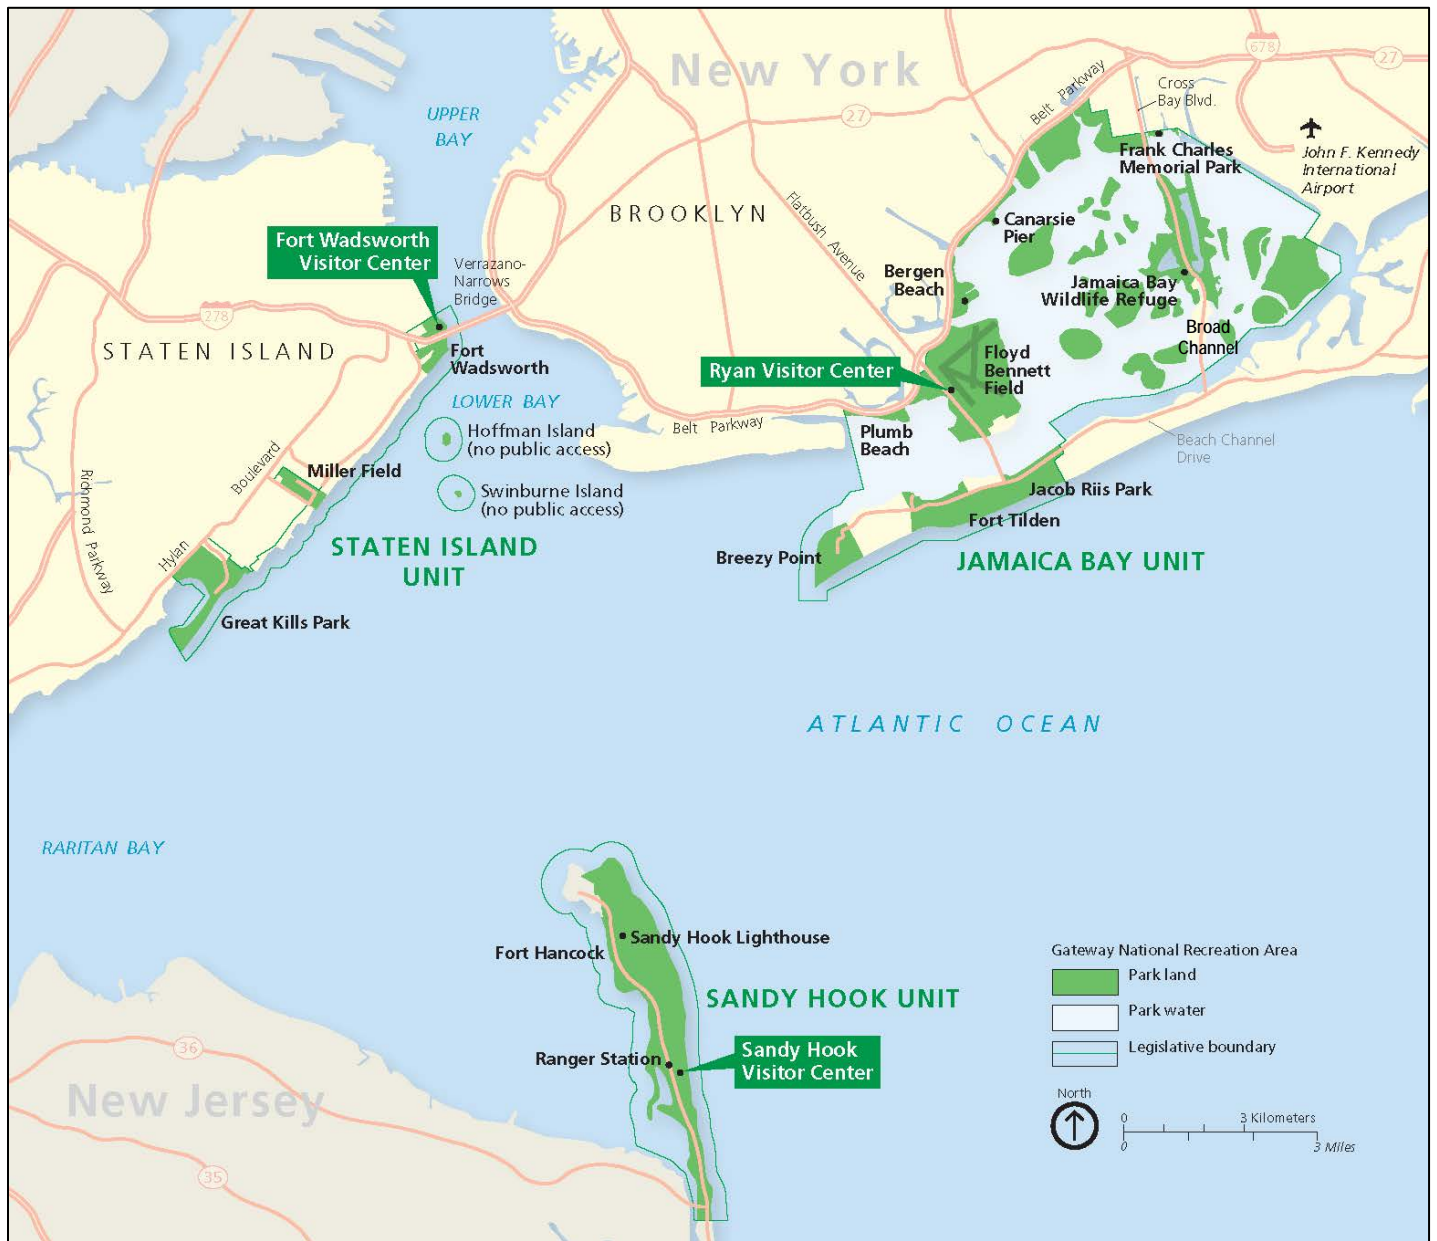 New York
678
27
UPPER
BAY
Belt Parkway
Cross
Bay Blvd.
27
Frank Charles
Memorial Park
John F. Kennedy
International
Airport
BROOKLYN
Flatbush Avenue
Canarsie
Pier
Fort Wadsworth
Visitor Center
Verrazano-
Narrows
Bridge
Bergen
Beach
Jamaica Bay
Wildlife Refuge
278
STATEN ISLAND
Broad
Channel
Fort
Wadsworth
Floyd
Bennett
Field
Ryan Visitor Center
LOWER BAY
Hoffman Island
(no public access)
Belt Parkway
Plumb
Beach
Beach Channel
Drive
Miller Field
Boulevard
Hylan
Richmond Parkway
Swinburne Island
(no public access)
Jacob Riis Park
Fort Tilden
STATEN ISLAND
UNIT
Breezy Point
JAMAICA BAY UNIT
Great Kills Park
ATLANTIC OCEAN
RARITAN BAY
Sandy Hook Lighthouse
Fort Hancock
SANDY HOOK UNIT
Gateway National Recreation Area
Park land
Park water
Legislative boundary
36
Ranger Station
Sandy Hook
Visitor Center
New Jersey
North
0 3 Kilometers
0 3 Miles
35